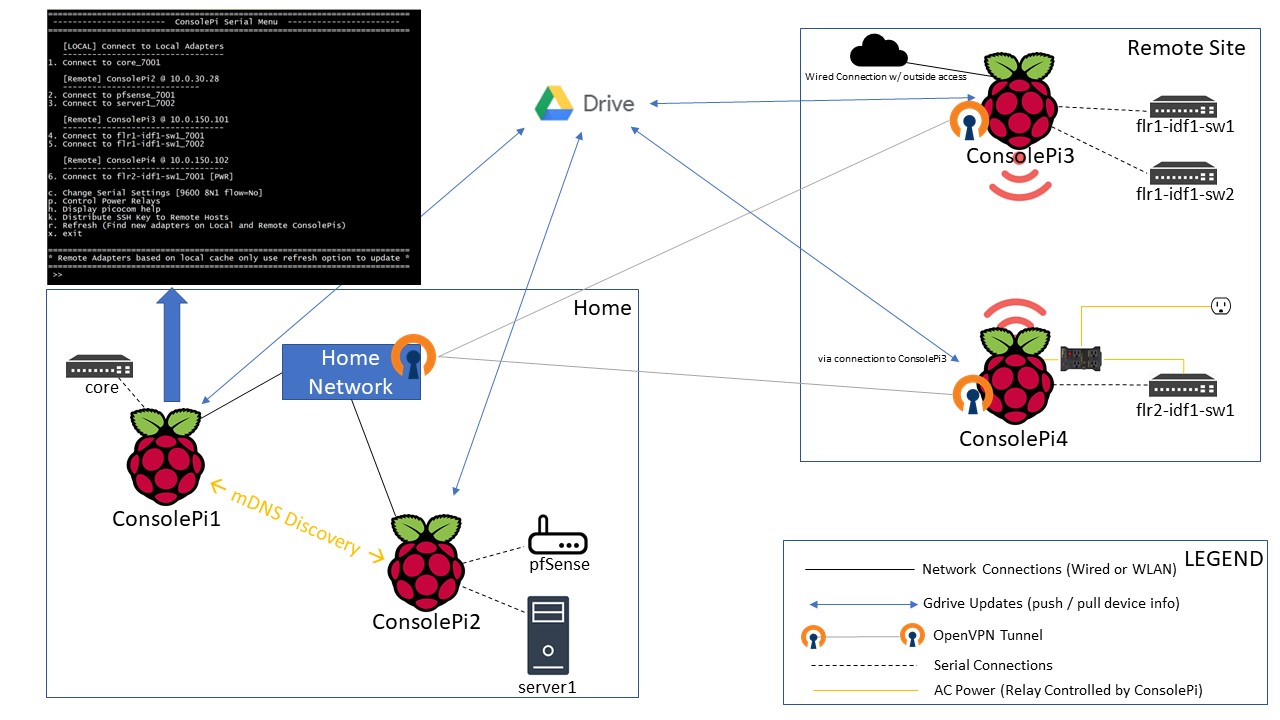 ================================================================
------------------------- ConsolePi Serial Menu -------------------------
================================================================
[LOCAL] Connect to Local Adapters
-----------------------------------
1. Connect to core_7001
[Remote] ConsolePi2 @ 10.0.30.28
------------------------------
2. Connect to pfsense_7001
3. Connect to server1_7002
[Remote] ConsolePi3 @ 10.0.150.101
-----------------------------------
4. Connect to flr1-idf1-sw1_7001
5. Connect to flr1-idf1-sw1_7002
[Remote] ConsolePi4 @ 10.0.150.102
-----------------------------------
6. Connect to flr2-idf1-sw1_7001 [PWR]
c. Change Serial Settings [9600 8N1 flow=No]
p. Control Power Relays
h. Display picocom help
k. Distribute SSH Key to Remote Hosts
r. Refresh (Find new adapters on Local and Remote ConsolePis)
x. exit
================================================================
* Remote Adapters based on local cache only use refresh option to update *
================================================================
>>
Drive
Remote Site
Wired Connection w/ outside access
ConsolePi3
flr1-idf1-sw1
flr1-idf1-sw2
via connection to ConsolePi3
ConsolePi4
flr2-idf1-sw1
Home
Home
Network
core
ConsolePi1
mDNS Discovery
ConsolePi2
pfSense
server1
LEGEND
Network Connections (Wired or WLAN)
Gdrive Updates (push / pull device info)
OpenVPN Tunnel
Serial Connections
AC Power (Relay Controlled by ConsolePi)